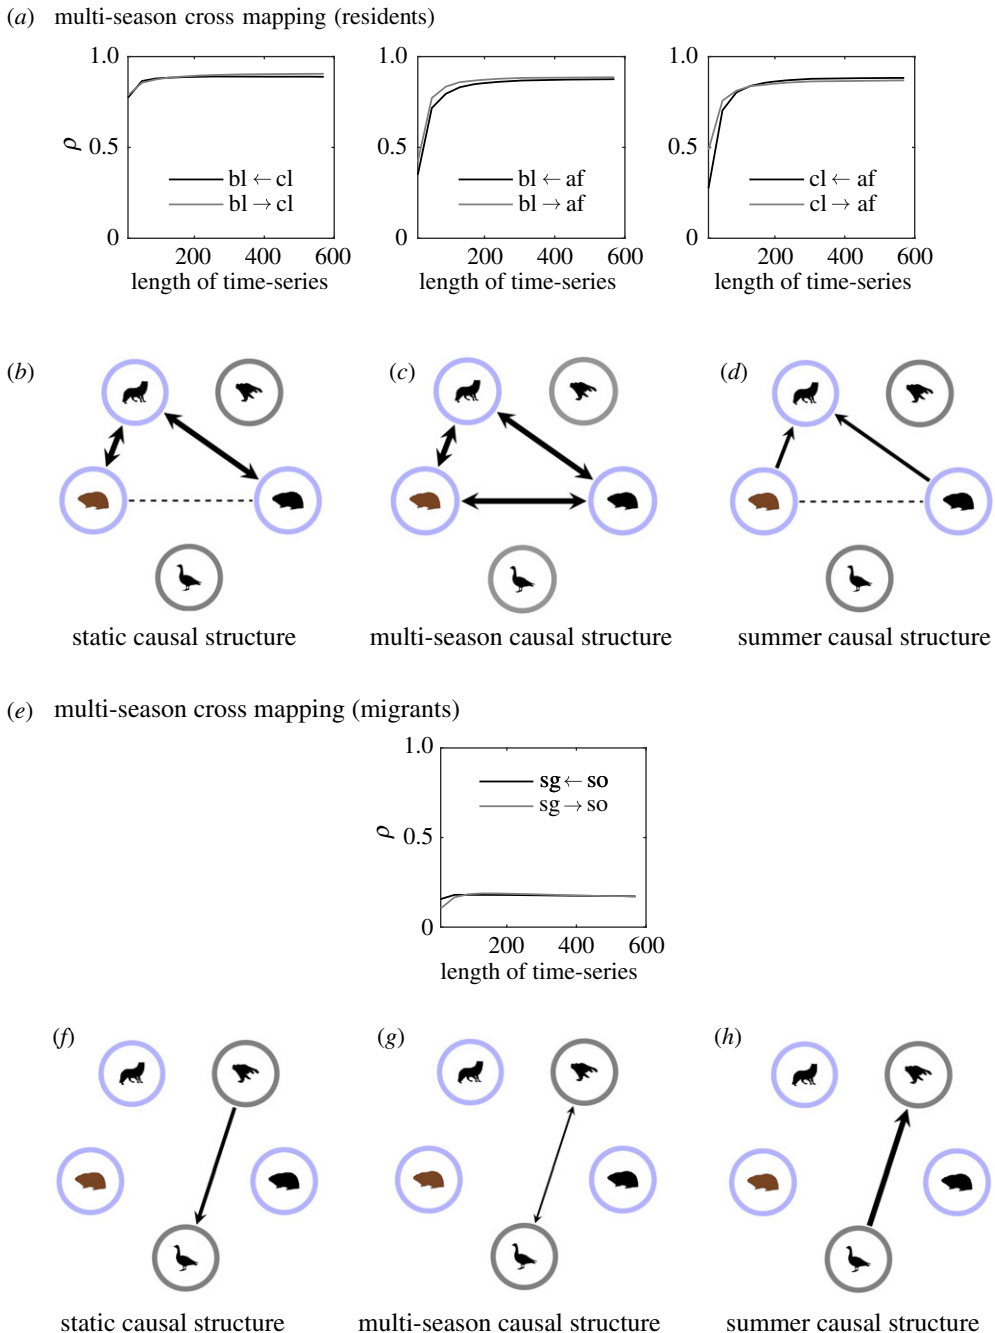 (a) multi-season cross mapping (residents)
1.0 1.0 1.0
ρ 0.5 0.5 0.5
bl ← cl bl ← af cl ← af
bl → cl bl → af cl → af
0 0 0
200 400 600 200 400 600 200 400 600
length of time-series length of time-series length of time-series
(b) (c) (d)
static causal structure multi-season causal structure summer causal structure
(e) multi-season cross mapping (migrants)
1.0
sg ← so
sg → so
ρ 0.5
0
200 400 600
length of time-series
(f) (g) (h)
static causal structure multi-season causal structure summer causal structure